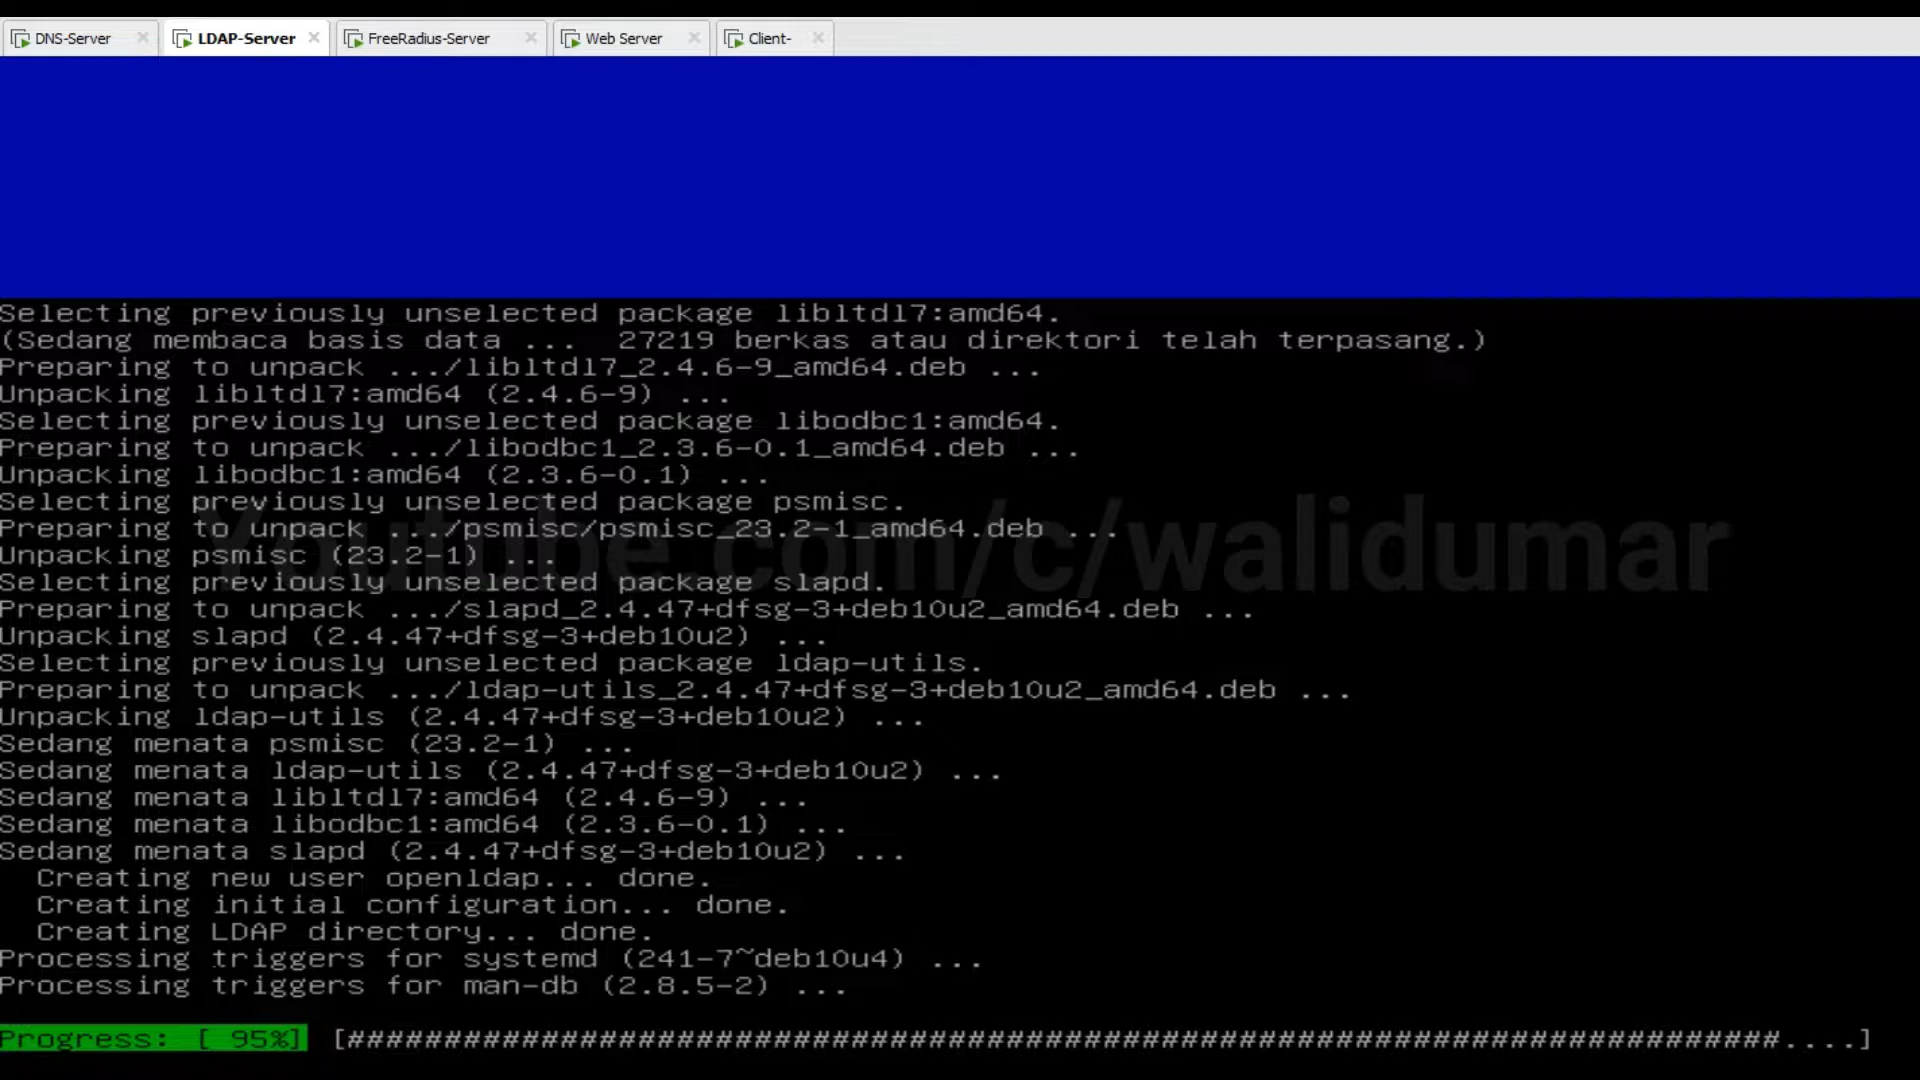 DNS-Server LDAP-Server FreeRadius-Server Web Server Client-
Selecting previously unselected package libltdl7:amd64.
(Sedang membaca basis data ...  27219 berkas atau direktori telah terpasang.)
Preparing to unpack .../libltdl7_2.4.6-9_amd64.deb ...
Unpacking libltdl7:amd64 (2.4.6-9) ...
Selecting previously unselected package libodbc1:amd64.
Preparing to unpack .../libodbc1_2.3.6-0.1_amd64.deb ...
Unpacking libodbc1:amd64 (2.3.6-0.1) ...
Selecting previously unselected package psmisc.
Preparing to unpack .../psmisc/psmisc_23.2-1_amd64.deb ...
Youtube.com/c/walidumar
Unpacking psmisc (23.2-1) ...
Selecting previously unselected package slapd.
Preparing to unpack .../slapd_2.4.47+dfsg-3+deb10u2_amd64.deb ...
Unpacking slapd (2.4.47+dfsg-3+deb10u2) ...
Selecting previously unselected package ldap-utils.
Preparing to unpack .../ldap-utils_2.4.47+dfsg-3+deb10u2_amd64.deb ...
Unpacking ldap-utils (2.4.47+dfsg-3+deb10u2) ...
Sedang menata psmisc (23.2-1) ...
Sedang menata ldap-utils (2.4.47+dfsg-3+deb10u2) ...
Sedang menata libltdl7:amd64 (2.4.6-9) ...
Sedang menata libodbc1:amd64 (2.3.6-0.1) ...
Sedang menata slapd (2.4.47+dfsg-3+deb10u2) ...
  Creating new user openldap... done.
  Creating initial configuration... done.
  Creating LDAP directory... done.
Processing triggers for systemd (241-7~deb10u4) ...
Processing triggers for man-db (2.8.5-2) ...
Progress: [ 95%] [###########################################################################....]